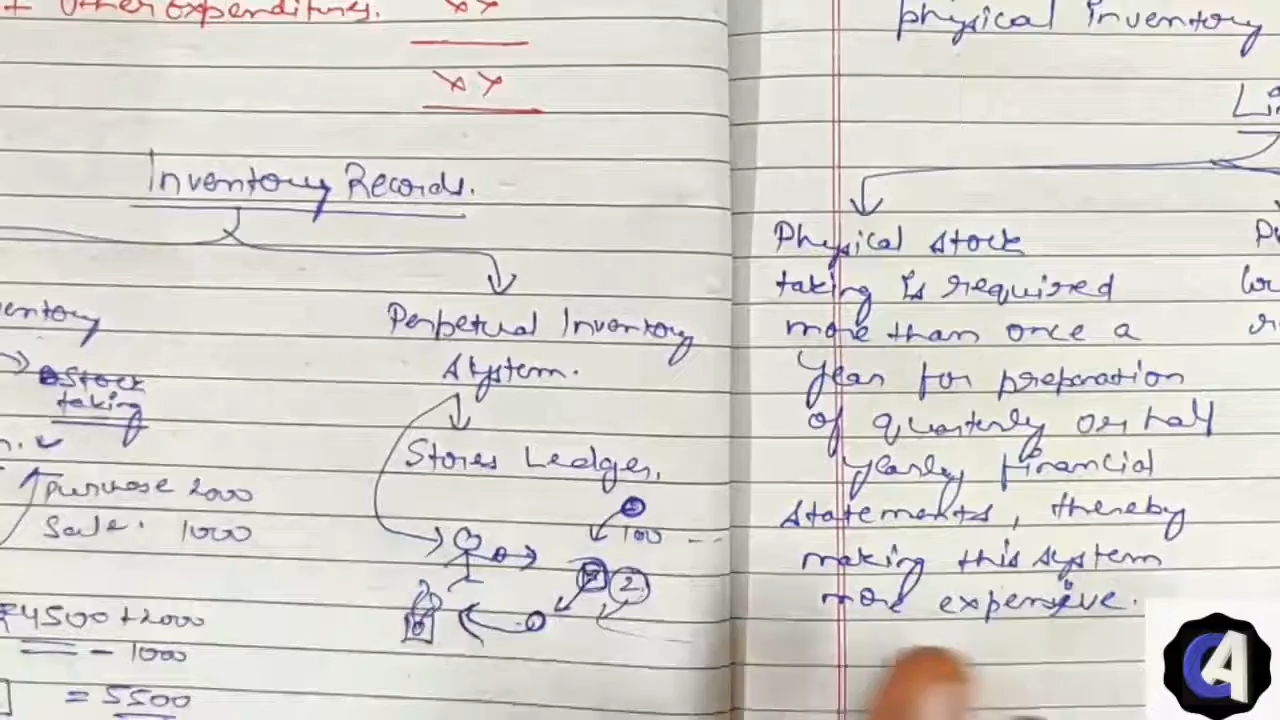 + Other Expenditures. xx
xx
Inventory Records.
Perpetual Inventory
System.
Stock
taking
Stores Ledger.
Purchase 2000
Sale. 1000
100
2
₹4500+2000
- 1000
= 5500
physical inventory
Physical stock
taking is required
more than once a
year for preparation
of quarterly or half
yearly financial
statements, thereby
making this system
more expensive.
CA